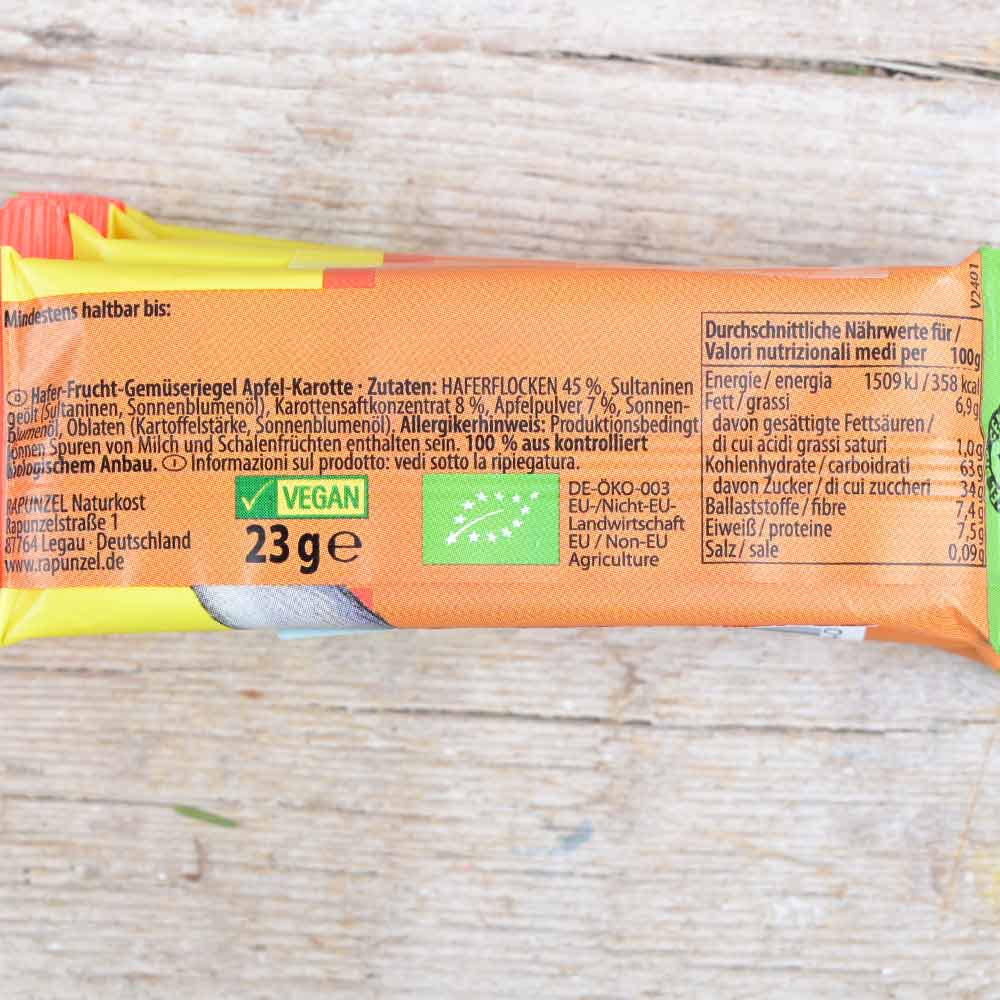 Mindestens haltbar bis:
D Hafer-Frucht-Gemüseriegel Apfel-Karotte · Zutaten: HAFERFLOCKEN 45 %, Sultaninen
geölt (Sultaninen, Sonnenblumenöl), Karottensaftkonzentrat 8 %, Apfelpulver 7 %, Sonnen-
blumenöl, Oblaten (Kartoffelstärke, Sonnenblumenöl). Allergikerhinweis: Produktionsbedingt
können Spuren von Milch und Schalenfrüchten enthalten sein. 100 % aus kontrolliert
biologischem Anbau. I Informazioni sul prodotto: vedi sotto la ripiegatura.
RAPUNZEL Naturkost
Rapunzelstraße 1
87764 Legau · Deutschland
www.rapunzel.de
VEGAN
23 g e
DE-ÖKO-003
EU-/Nicht-EU-
Landwirtschaft
EU / Non-EU
Agriculture
V2401
Durchschnittliche Nährwerte für /
Valori nutrizionali medi per 100g
Energie / energia 1509 kJ / 358 kcal
Fett / grassi 6,9 g
davon gesättigte Fettsäuren /
di cui acidi grassi saturi 1,0 g
Kohlenhydrate / carboidrati 63 g
davon Zucker / di cui zuccheri 34 g
Ballaststoffe / fibre 7,4 g
Eiweiß / proteine 7,5 g
Salz / sale 0,09 g